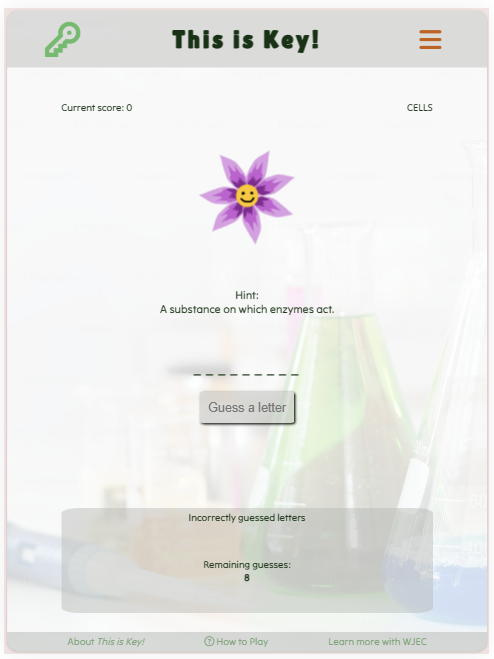 This is Key!
Current score: 0
CELLS
Hint:
A substance on which enzymes act.
_ _ _ _ _ _ _ _ _
Guess a letter
Incorrectly guessed letters
Remaining guesses:
8
About This is Key!
? How to Play
Learn more with WJEC